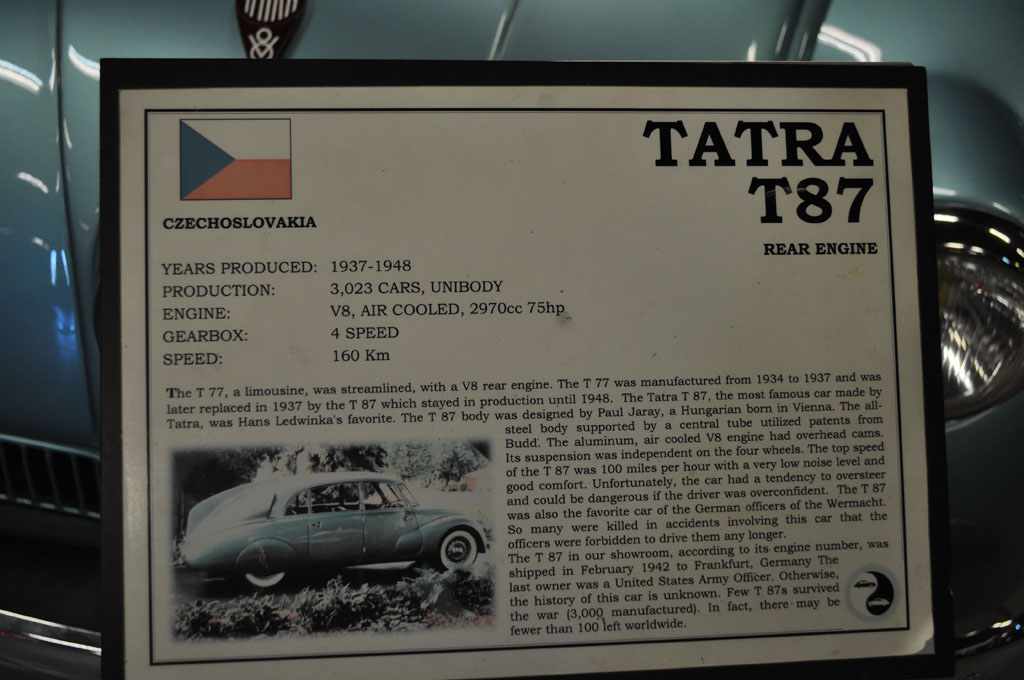 V8
TATRA
T87
REAR ENGINE
CZECHOSLOVAKIA
YEARS PRODUCED: 1937-1948
PRODUCTION: 3,023 CARS, UNIBODY
ENGINE: V8, AIR COOLED, 2970cc 75hp
GEARBOX: 4 SPEED
SPEED: 160 Km
The T 77, a limousine, was streamlined, with a V8 rear engine. The T 77 was manufactured from 1934 to 1937 and was
later replaced in 1937 by the T 87 which stayed in production until 1948. The Tatra T 87, the most famous car made by
Tatra, was Hans Ledwinka's favorite. The T 87 body was designed by Paul Jaray, a Hungarian born in Vienna. The all-
steel body supported by a central tube utilized patents from
Budd. The aluminum, air cooled V8 engine had overhead cams.
Its suspension was independent on the four wheels. The top speed
of the T 87 was 100 miles per hour with a very low noise level and
good comfort. Unfortunately, the car had a tendency to oversteer
and could be dangerous if the driver was overconfident. The T 87
was also the favorite car of the German officers of the Wermacht.
So many were killed in accidents involving this car that the
officers were forbidden to drive them any longer.
The T 87 in our showroom, according to its engine number, was
shipped in February 1942 to Frankfurt, Germany The
last owner was a United States Army Officer. Otherwise,
the history of this car is unknown. Few T 87s survived
the war (3,000 manufactured). In fact, there may be
fewer than 100 left worldwide.